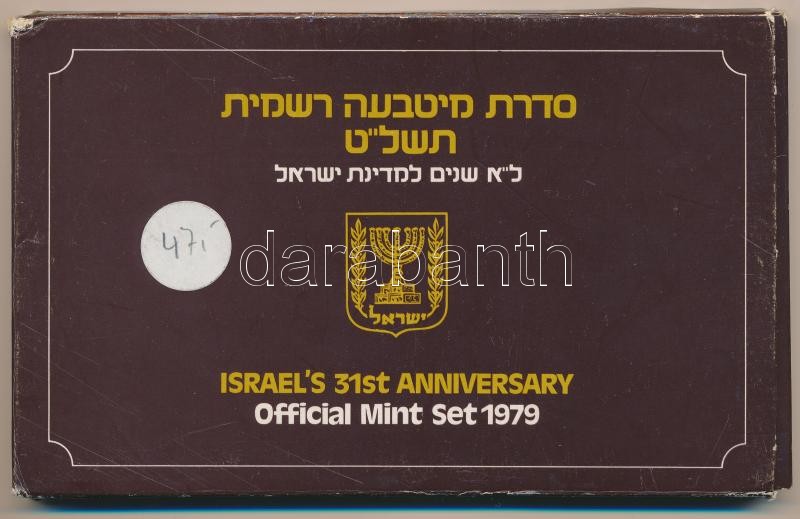 סדרת מיטבעה רשמית
תשל"ט
ל"א שנים למדינת ישראל
47,-
darabanth
ישראל
ISRAEL'S 31st ANNIVERSARY
Official Mint Set 1979